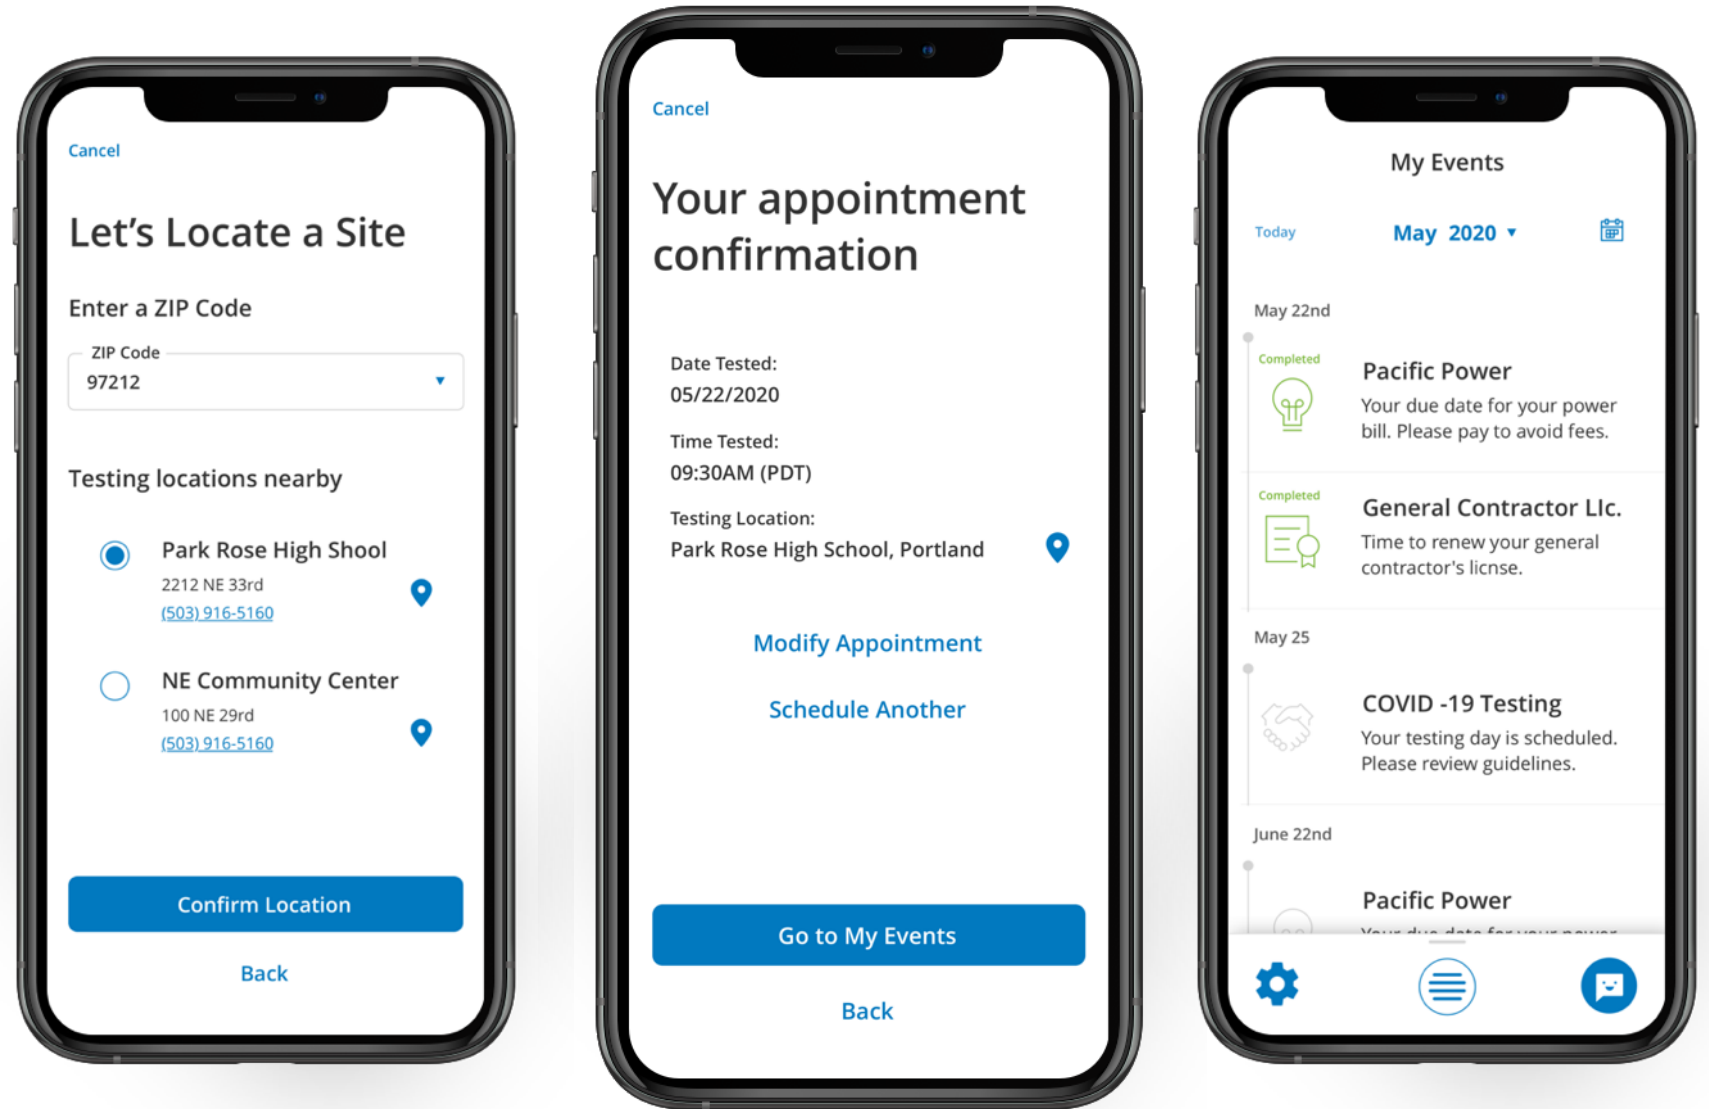 Cancel
Let's Locate a Site
Enter a ZIP Code
ZIP Code
97212
Testing locations nearby
Park Rose High Shool
2212 NE 33rd
(503) 916-5160
NE Community Center
100 NE 29rd
(503) 916-5160
Confirm Location
Back
Cancel
Your appointment
confirmation
Date Tested:
05/22/2020
Time Tested:
09:30AM (PDT)
Testing Location:
Park Rose High School, Portland
Modify Appointment
Schedule Another
Go to My Events
Back
My Events
Today May 2020
May 22nd
Completed
Pacific Power
Your due date for your power
bill. Please pay to avoid fees.
Completed
General Contractor Llc.
Time to renew your general
contractor's licnse.
May 25
COVID -19 Testing
Your testing day is scheduled.
Please review guidelines.
June 22nd
Pacific Power
Your due date for your power